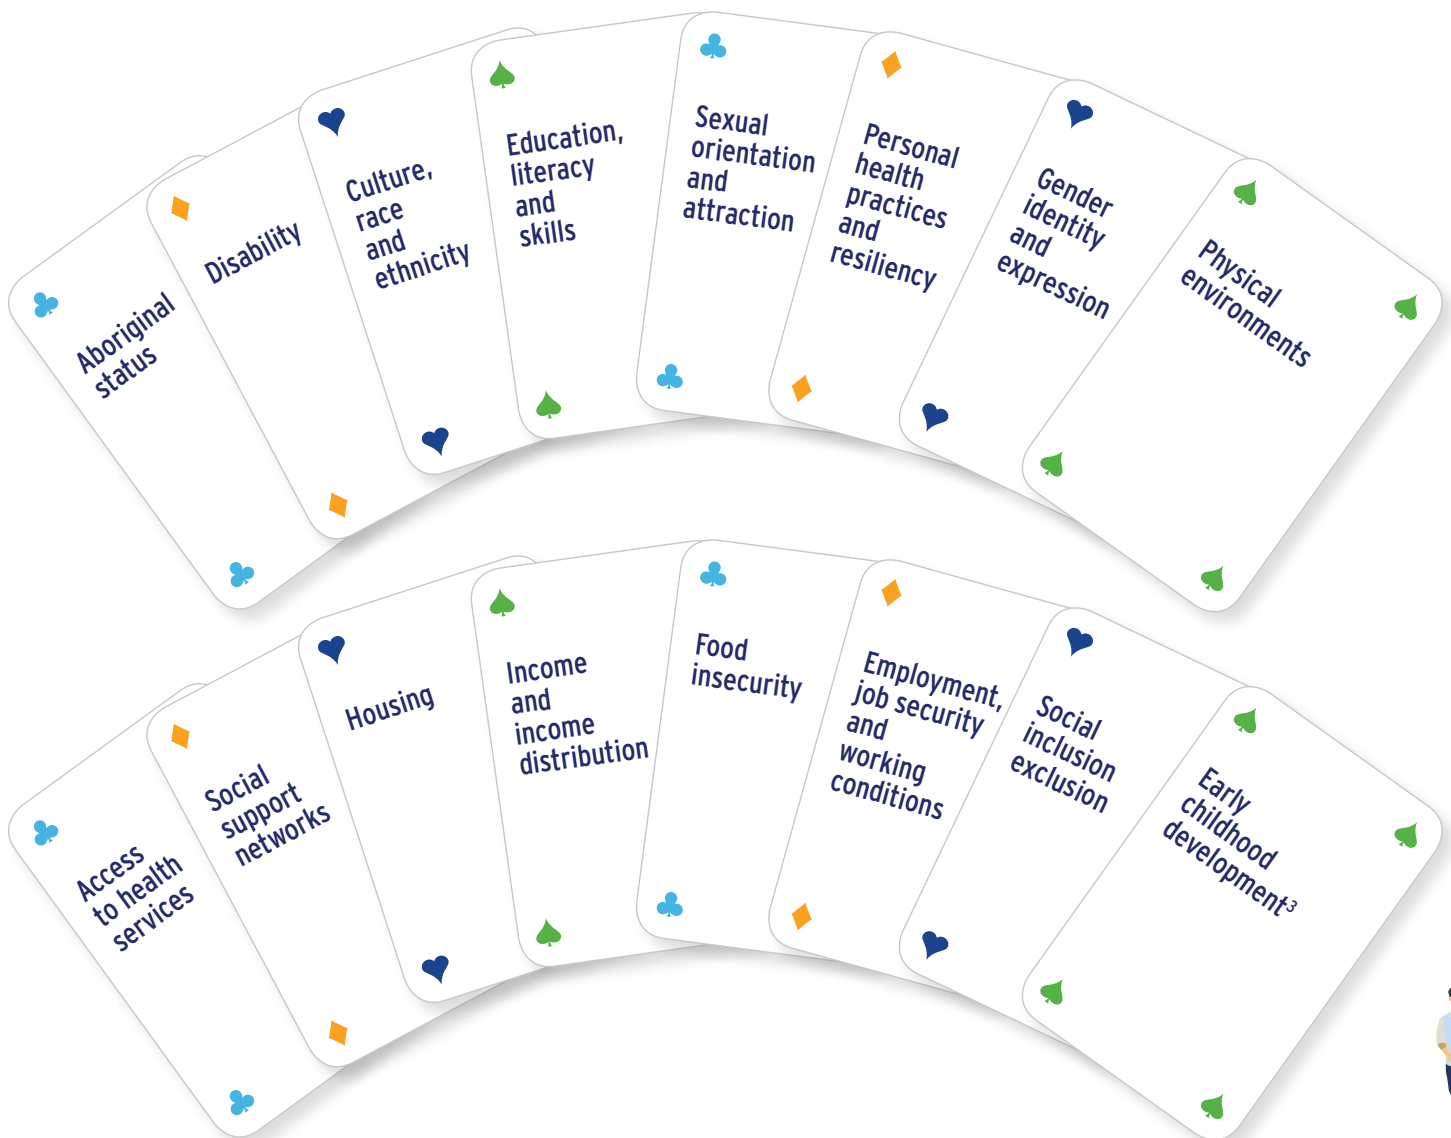 Aboriginal
status
Disability
Culture,
race
and
ethnicity
Education,
literacy
and
skills
Sexual
orientation
and
attraction
Personal
health
practices
and
resiliency
Gender
identity
and
expression
Physical
environments
Access
to health
services
Social
support
networks
Housing
Income
and
income
distribution
Food
insecurity
Employment,
job security
and
working
conditions
Social
inclusion
exclusion
Early
childhood
development³